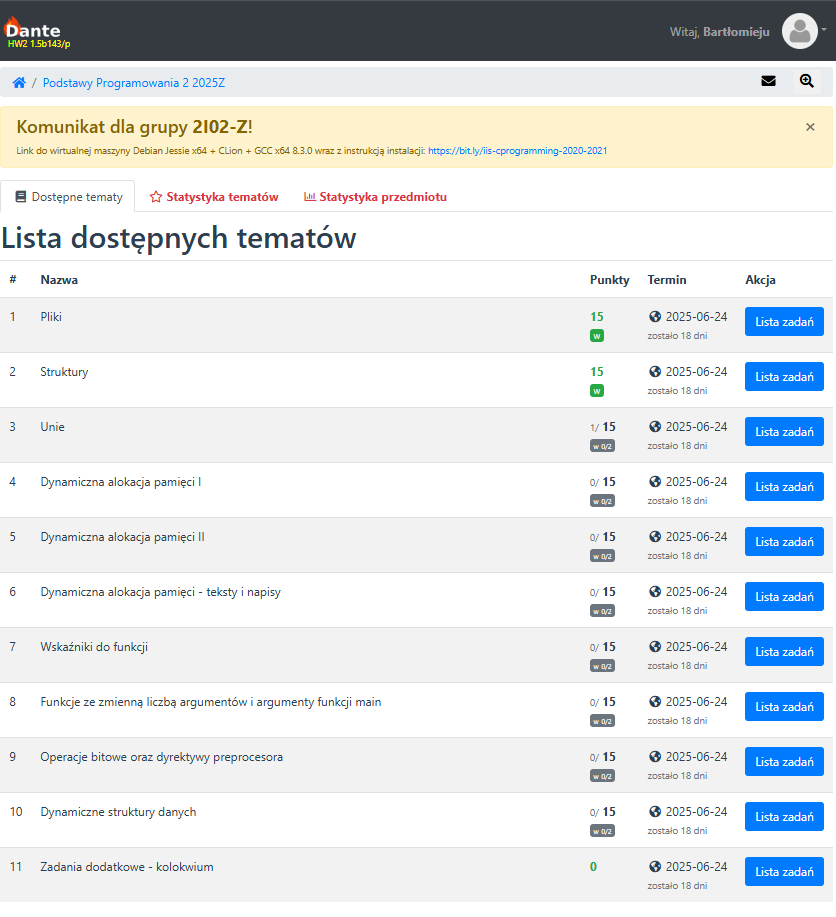 Dante
HW2 1.5b143/p
Witaj, Bartłomieju
/ Podstawy Programowania 2 2025Z
Komunikat dla grupy 2I02-Z!
×
Link do wirtualnej maszyny Debian Jessie x64 + CLion + GCC x64 8.3.0 wraz z instrukcją instalacji: https://bit.ly/iis-cprogramming-2020-2021
Dostępne tematy Statystyka tematów Statystyka przedmiotu
Lista dostępnych tematów
# Nazwa Punkty Termin Akcja
1 Pliki 15 2025-06-24 Lista zadań
w zostało 18 dni
2 Struktury 15 2025-06-24 Lista zadań
w zostało 18 dni
3 Unie 1/ 15 2025-06-24 Lista zadań
w 0/2 zostało 18 dni
4 Dynamiczna alokacja pamięci I 0/ 15 2025-06-24 Lista zadań
w 0/2 zostało 18 dni
5 Dynamiczna alokacja pamięci II 0/ 15 2025-06-24 Lista zadań
w 0/2 zostało 18 dni
6 Dynamiczna alokacja pamięci - teksty i napisy 0/ 15 2025-06-24 Lista zadań
w 0/2 zostało 18 dni
7 Wskaźniki do funkcji 0/ 15 2025-06-24 Lista zadań
w 0/2 zostało 18 dni
8 Funkcje ze zmienną liczbą argumentów i argumenty funkcji main 0/ 15 2025-06-24 Lista zadań
w 0/2 zostało 18 dni
9 Operacje bitowe oraz dyrektywy preprocesora 0/ 15 2025-06-24 Lista zadań
w 0/2 zostało 18 dni
10 Dynamiczne struktury danych 0/ 15 2025-06-24 Lista zadań
w 0/2 zostało 18 dni
11 Zadania dodatkowe - kolokwium 0 2025-06-24 Lista zadań
zostało 18 dni